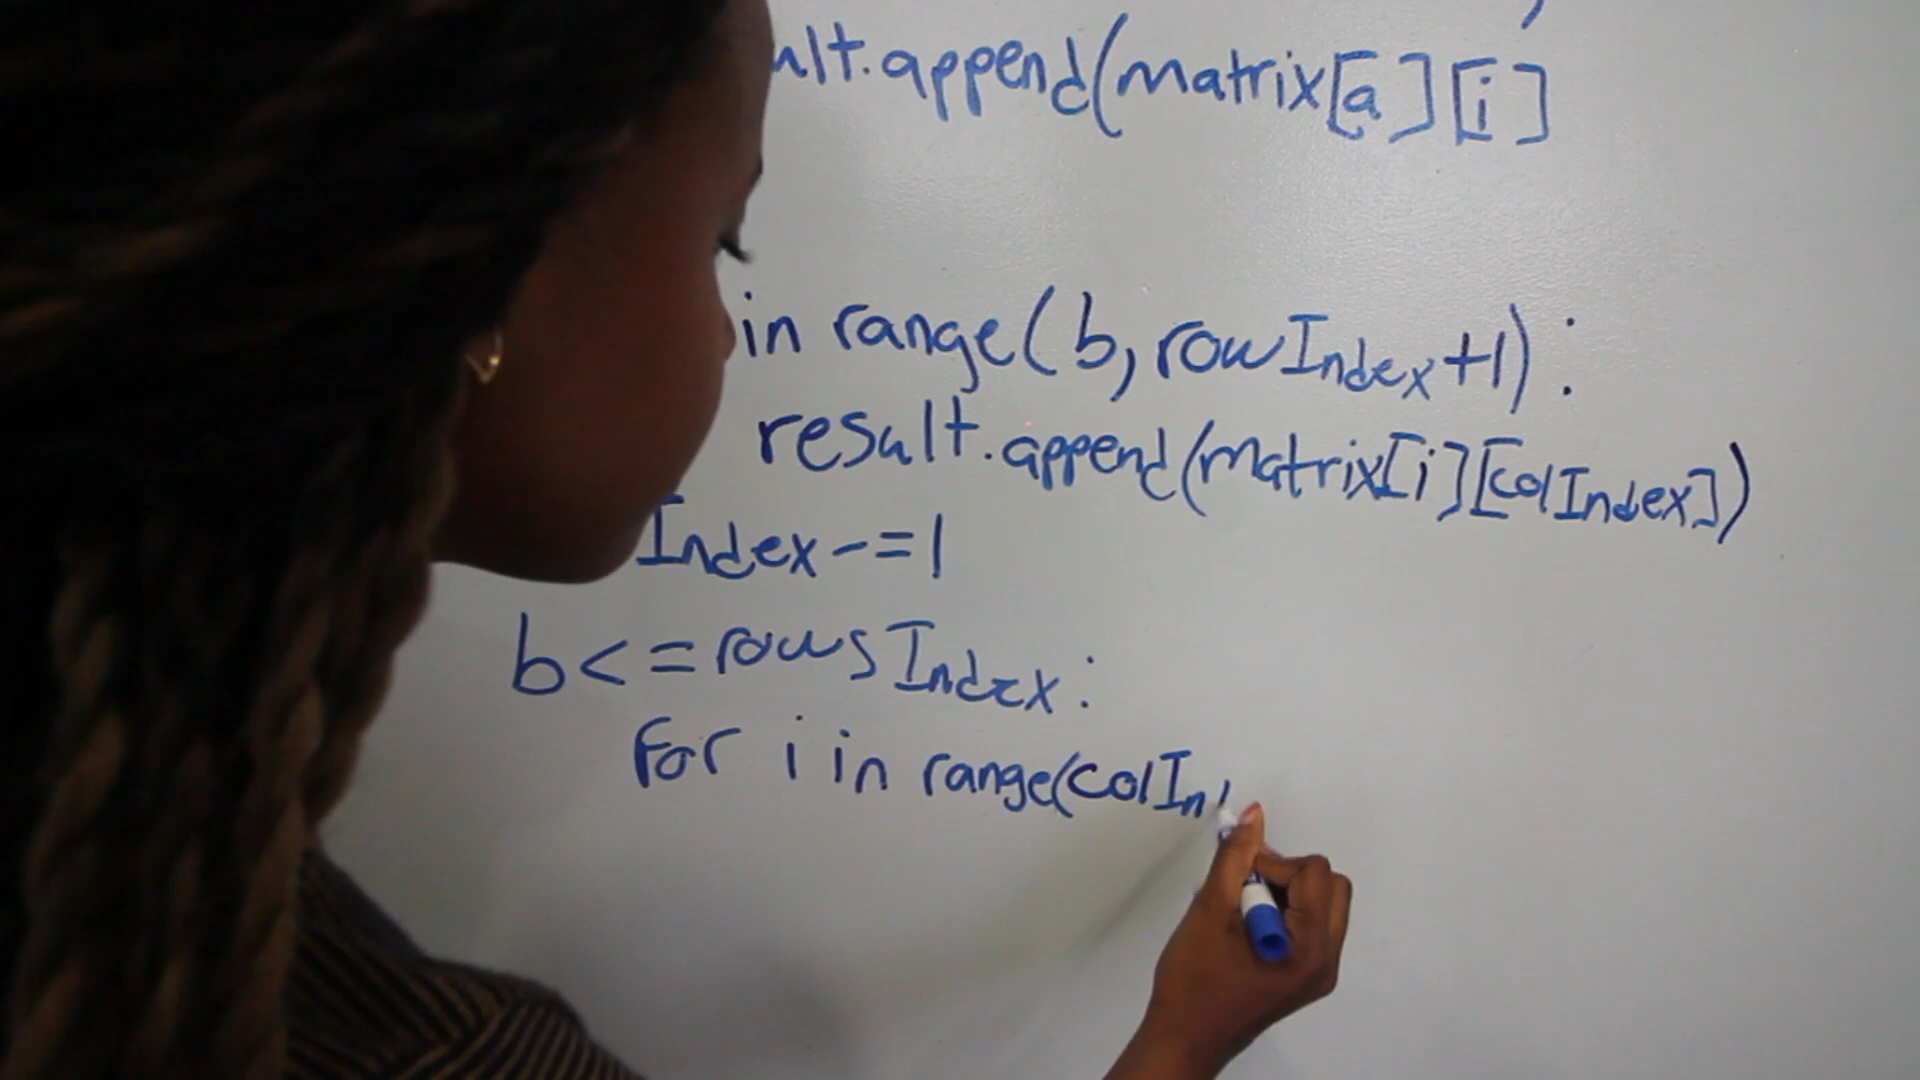 ult.append(matrix[a][i]
in range(b,rowIndex+1):
result.append(matrix[i][colIndex])
Index-=1
b<=rowsIndex:
for i in range(colIn